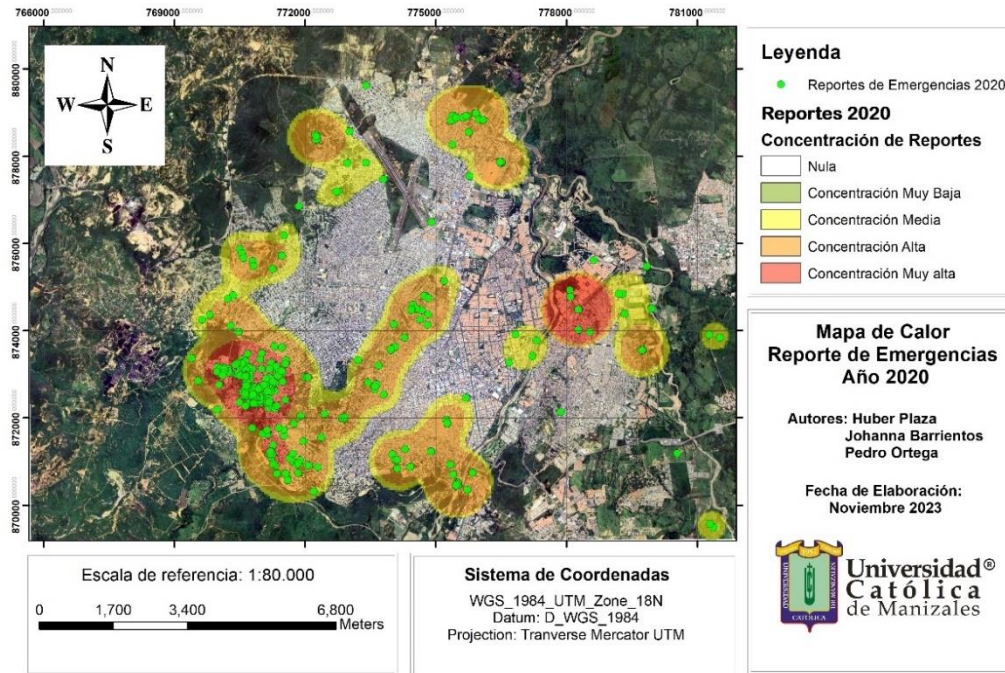 766000
769000
772000
775000
778000
781000
880000
878000
876000
874000
872000
870000
N
W
E
S
Leyenda
Reportes de Emergencias 2020
Reportes 2020
Concentración de Reportes
Nula
Concentración Muy Baja
Concentración Media
Concentración Alta
Concentración Muy alta
Mapa de Calor
Reporte de Emergencias
Año 2020
Autores: Huber Plaza
Johanna Barrientos
Pedro Ortega
Fecha de Elaboración:
Noviembre 2023
Universidad®
Católica
de Manizales
Escala de referencia: 1:80.000
0 1,700 3,400 6,800
Meters
Sistema de Coordenadas
WGS_1984_UTM_Zone_18N
Datum: D_WGS_1984
Projection: Tranverse Mercator UTM